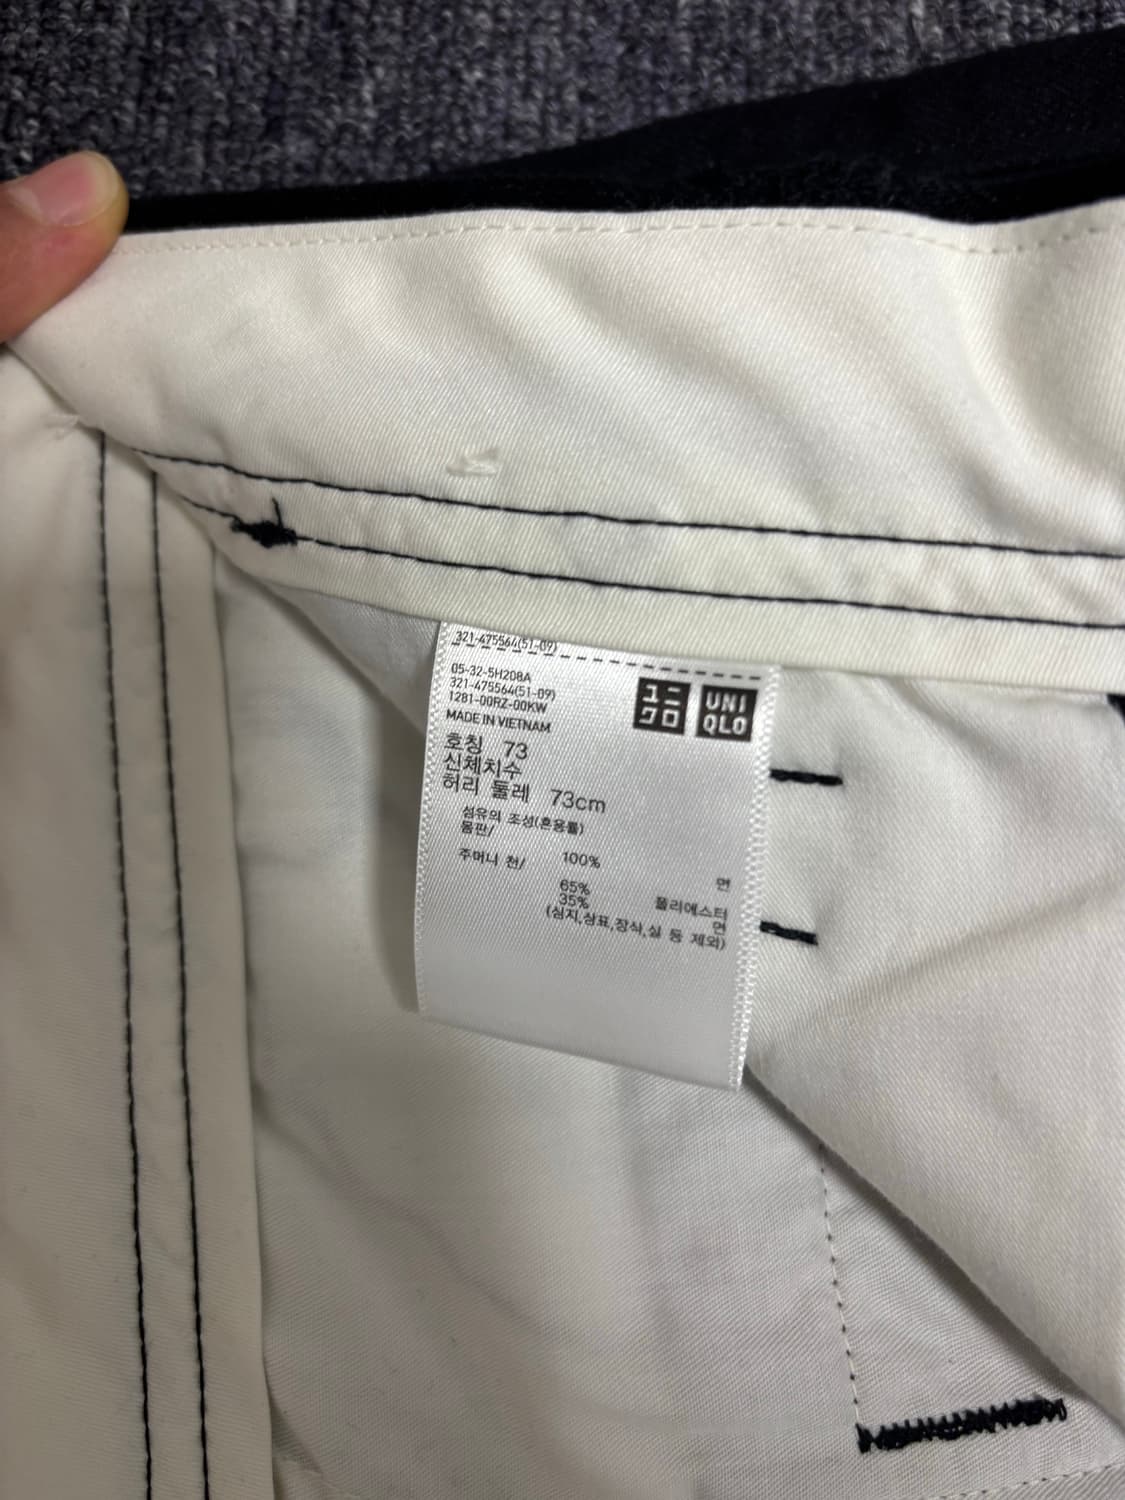 321-475564(51-09)
05-32-5H208A
321-475564(51-09)
1281-00RZ-00KW
MADE IN VIETNAM
ユニ
クロ
UNI
QLO
호칭 73
신체치수
허리 둘레 73cm
섬유의 조성(혼용률)
몸판/
100% 면
주머니 천/
65% 폴리에스터
35% 면
(심지,상표,장식,실 등 제외)